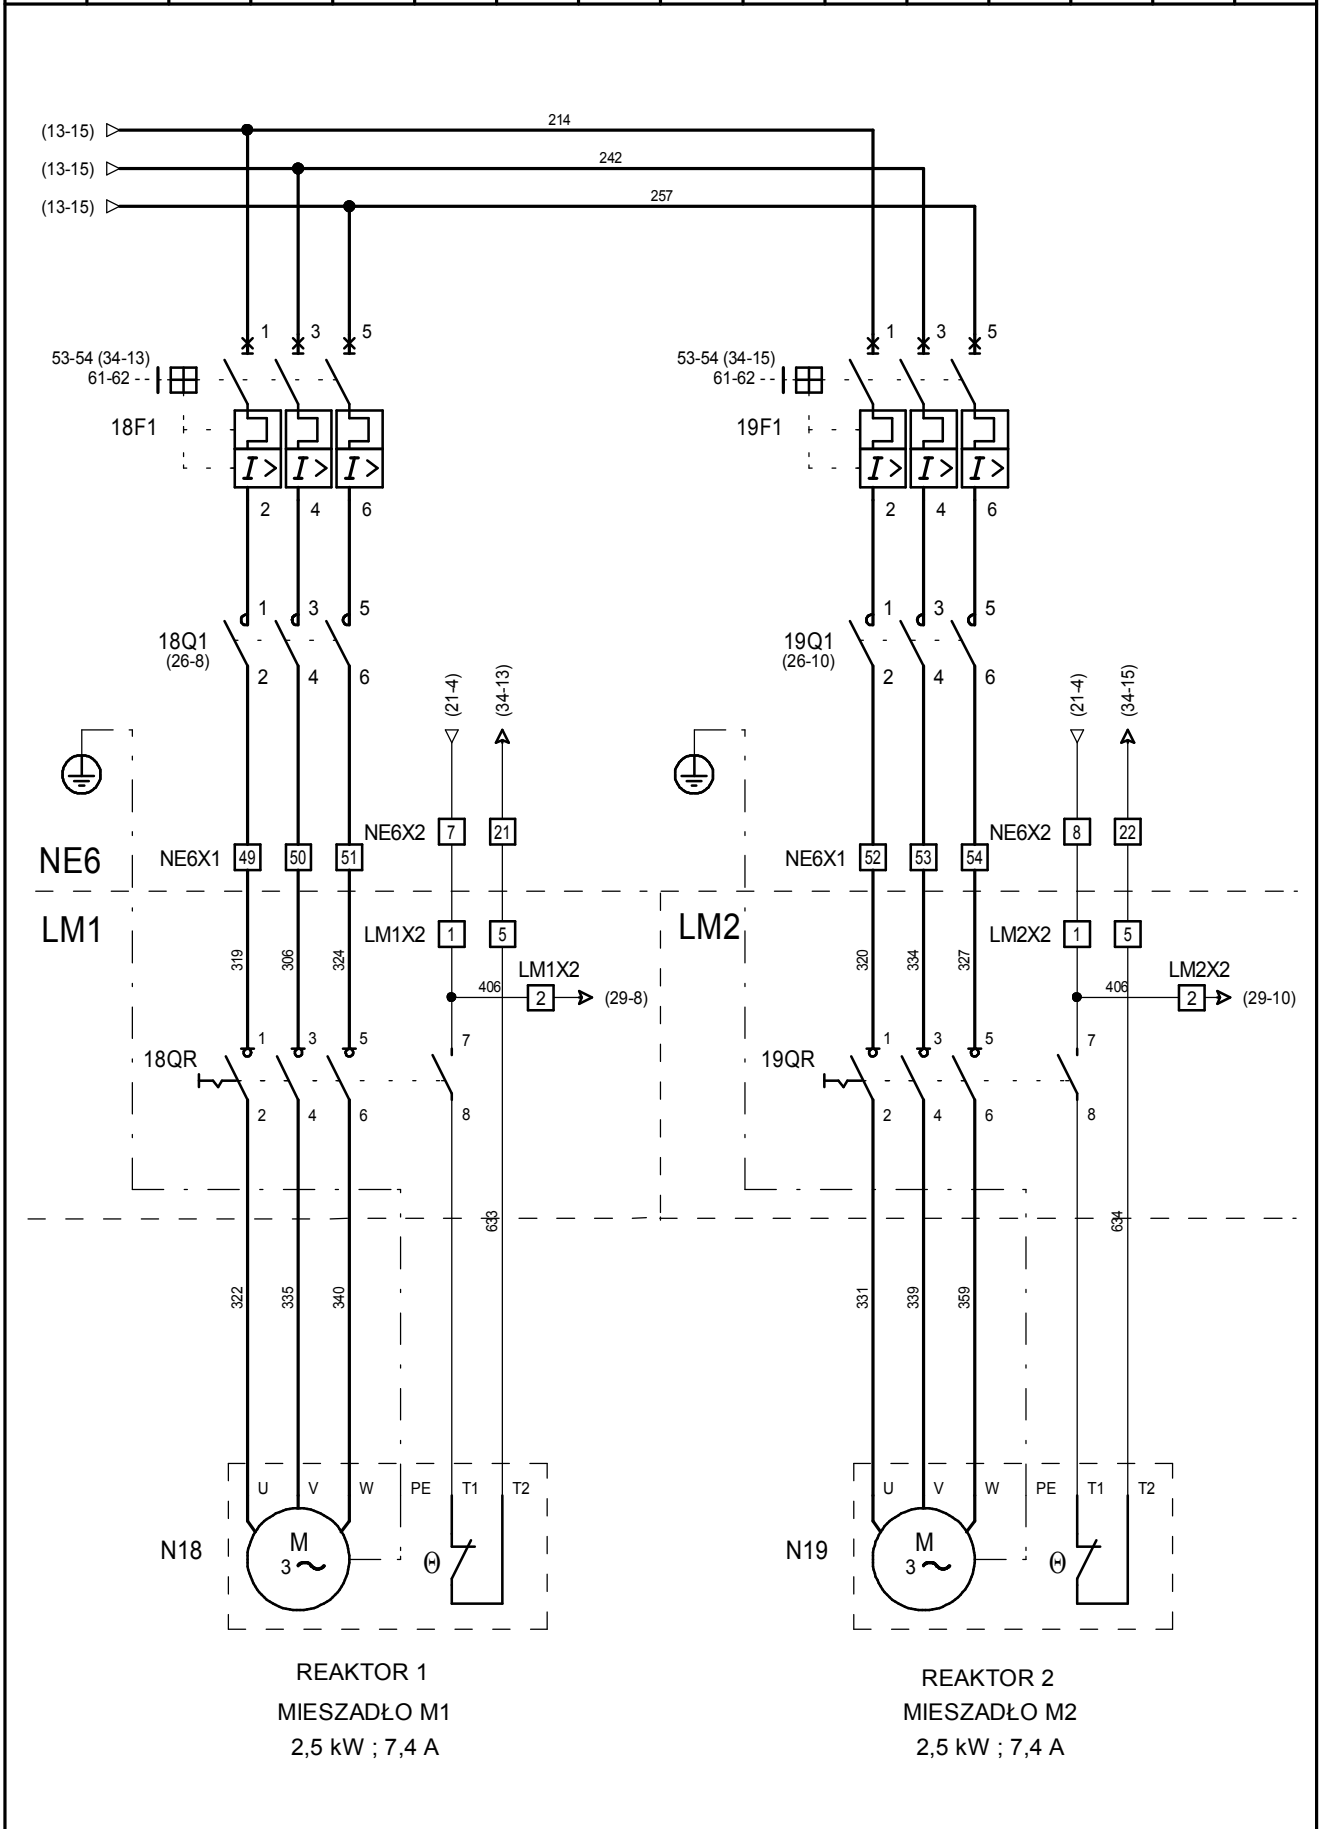 (13-15) 214
(13-15) 242
(13-15) 257
1 3 5 1 3 5
53-54 (34-13) 53-54 (34-15)
61-62 61-62
18F1 19F1
I > I > I > I > I > I >
2 4 6 2 4 6
1 3 5 1 3 5
18Q1 19Q1
(26-8) (26-10)
2 4 6 2 4 6
(21-4) (34-13) (21-4) (34-15)
NE6X2 7 21 NE6X2 8 22
NE6 NE6X1 49 50 51 NE6X1 52 53 54
LM1 LM1X2 1 5 LM2 LM2X2 1 5
319 306 324 320 334 327
LM1X2 LM2X2
406 2 (29-8) 406 2 (29-10)
1 3 5 7 1 3 5 7
18QR 19QR
2 4 6 8 2 4 6 8
633 634
322 335 340 331 339 359
U V W PE T1 T2 U V W PE T1 T2
N18 M Θ N19 M Θ
3 3
REAKTOR 1 REAKTOR 2
MIESZADŁO M1 MIESZADŁO M2
2,5 kW ; 7,4 A 2,5 kW ; 7,4 A